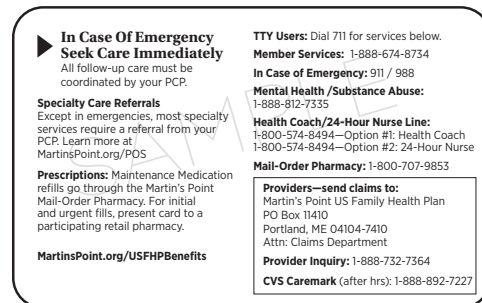 In Case Of Emergency
Seek Care Immediately
All follow-up care must be
coordinated by your PCP.
Specialty Care Referrals
Except in emergencies, most specialty
services require a referral from your
PCP. Learn more at
MartinsPoint.org/POS
Prescriptions: Maintenance Medication
refills go through the Martin's Point
Mail-Order Pharmacy. For initial
and urgent fills, present card to a
participating retail pharmacy.
MartinsPoint.org/USFHPBenefits
TTY Users: Dial 711 for services below.
Member Services: 1-888-674-8734
In Case of Emergency: 911 / 988
Mental Health /Substance Abuse:
1-888-812-7335
Health Coach/24-Hour Nurse Line:
1-800-574-8494—Option #1: Health Coach
1-800-574-8494—Option #2: 24-Hour Nurse
Mail-Order Pharmacy: 1-800-707-9853
Providers—send claims to:
Martin's Point US Family Health Plan
PO Box 11410
Portland, ME 04104-7410
Attn: Claims Department
Provider Inquiry: 1-888-732-7364
CVS Caremark (after hrs): 1-888-892-7227
SAMPLE